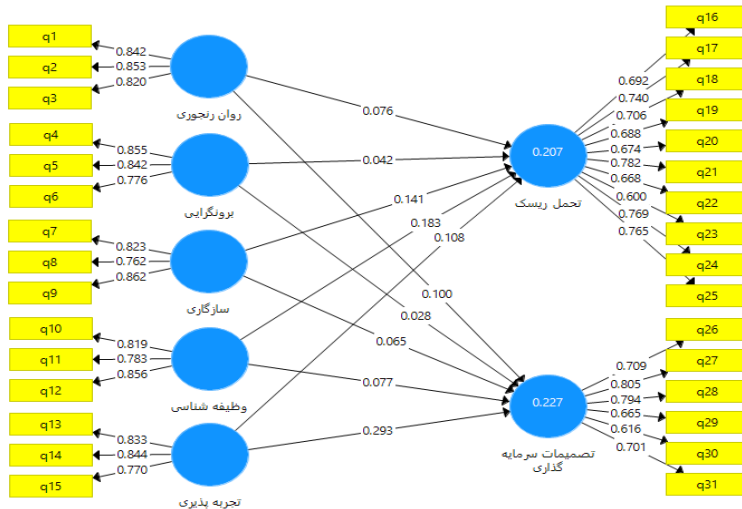 q1
q2
q3
0.842
0.853
0.820
روان رنجوری
q4
q5
q6
0.855
0.842
0.776
برونگرایی
q7
q8
q9
0.823
0.762
0.862
سازگاری
q10
q11
q12
0.819
0.783
0.856
وظیفه شناسی
q13
q14
q15
0.833
0.844
0.770
تجربه پذیری
0.076
0.042
0.141
0.183
0.108
0.100
0.028
0.065
0.077
0.293
0.207
تحمل ریسک
0.692
0.740
0.706
0.688
0.674
0.782
0.668
0.600
0.769
0.765
q16
q17
q18
q19
q20
q21
q22
q23
q24
q25
0.227
تصمیمات سرمایه
گذاری
0.709
0.805
0.794
0.665
0.616
0.701
q26
q27
q28
q29
q30
q31